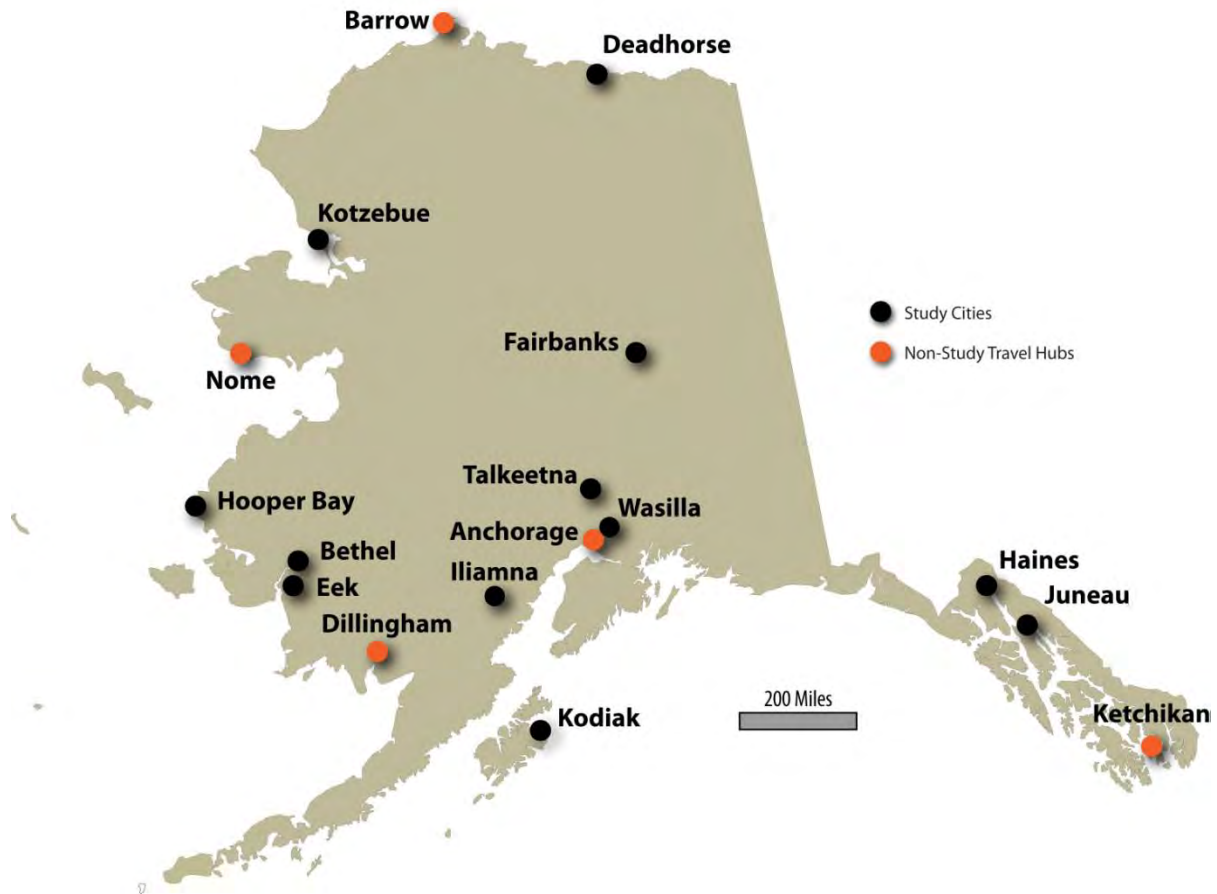 Barrow
Deadhorse
Kotzebue
Study Cities
Fairbanks
Non-Study Travel Hubs
Nome
Talkeetna
Hooper Bay
Wasilla
Anchorage
Bethel
Iliamna
Eek
Haines
Juneau
Dillingham
200 Miles
Kodiak
Ketchikan